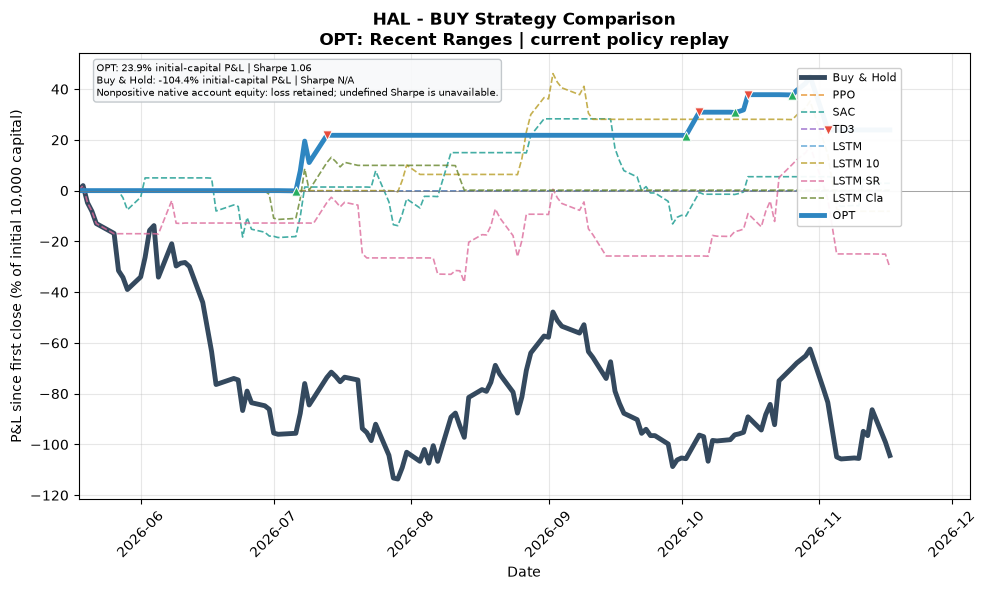 HAL - BUY Strategy Comparison
OPT: Recent Ranges | current policy replay
OPT: 23.9% initial-capital P&L | Sharpe 1.06
Buy & Hold: -104.4% initial-capital P&L | Sharpe N/A
Nonpositive native account equity: loss retained; undefined Sharpe is unavailable.
Buy & Hold
PPO
SAC
TD3
LSTM
LSTM 10
LSTM SR
LSTM Cla
OPT
P&L since first close (% of initial 10,000 capital)
40
20
0
−20
−40
−60
−80
−100
−120
2026-06
2026-07
2026-08
2026-09
2026-10
2026-11
2026-12
Date